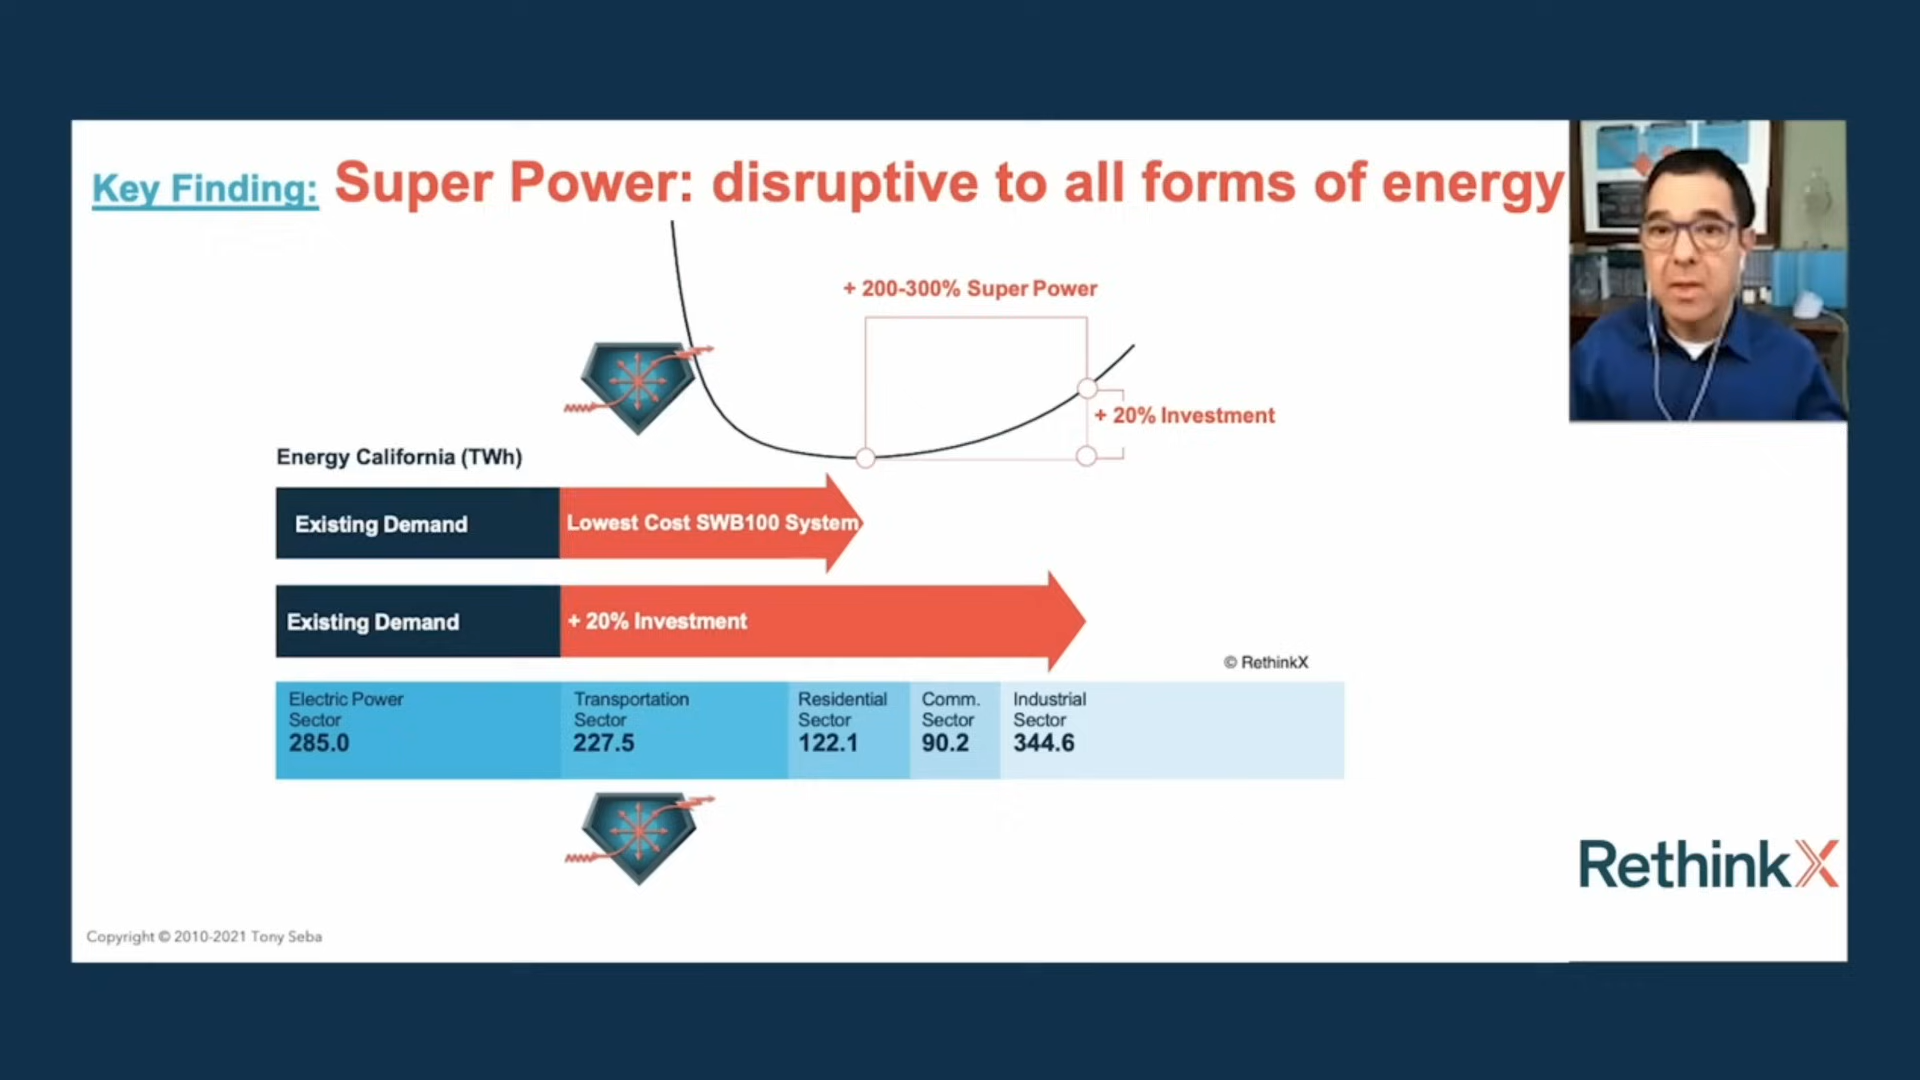 Key Finding: Super Power: disruptive to all forms of energy
+ 200-300% Super Power
+ 20% Investment
Energy California (TWh)
Existing Demand
Lowest Cost SWB100 System
Existing Demand
+ 20% Investment
© RethinkX
Electric Power
Sector
285.0
Transportation
Sector
227.5
Residential
Sector
122.1
Comm.
Sector
90.2
Industrial
Sector
344.6
RethinkX
Copyright © 2010-2021 Tony Seba